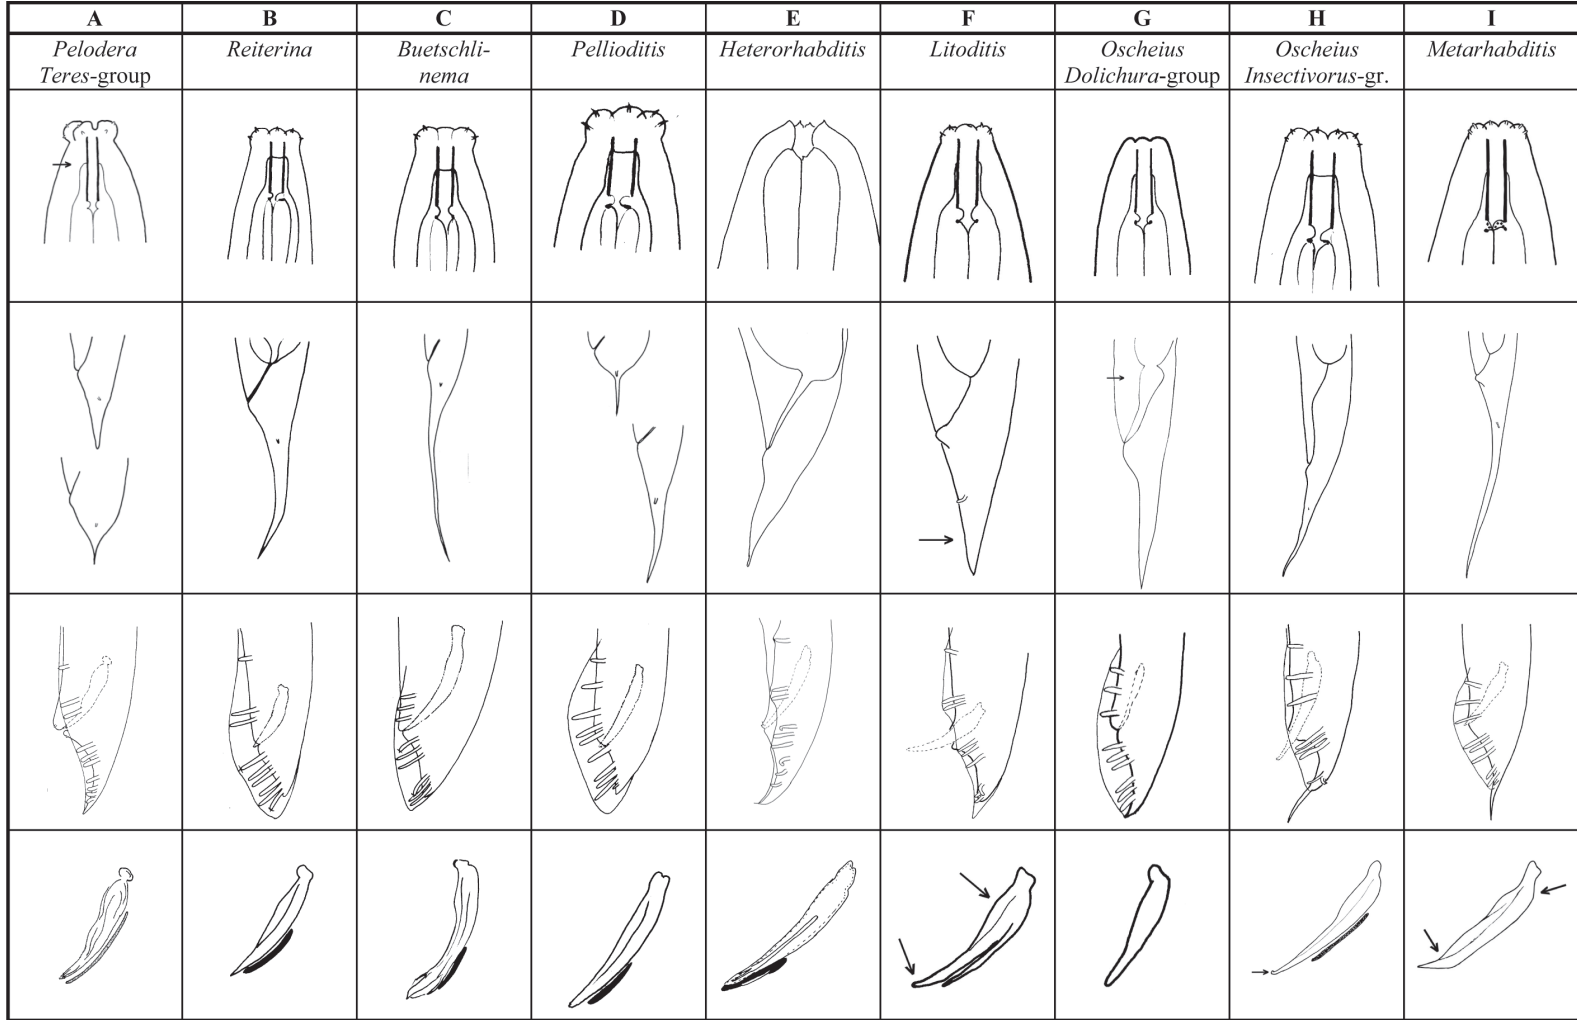 A B C D E F G H I
Pelodera Reiterina Buetschli- Pellioditis Heterorhabditis Litoditis Oscheius Oscheius Metarhabditis
Teres-group nema Dolichura-group Insectivorus-gr.